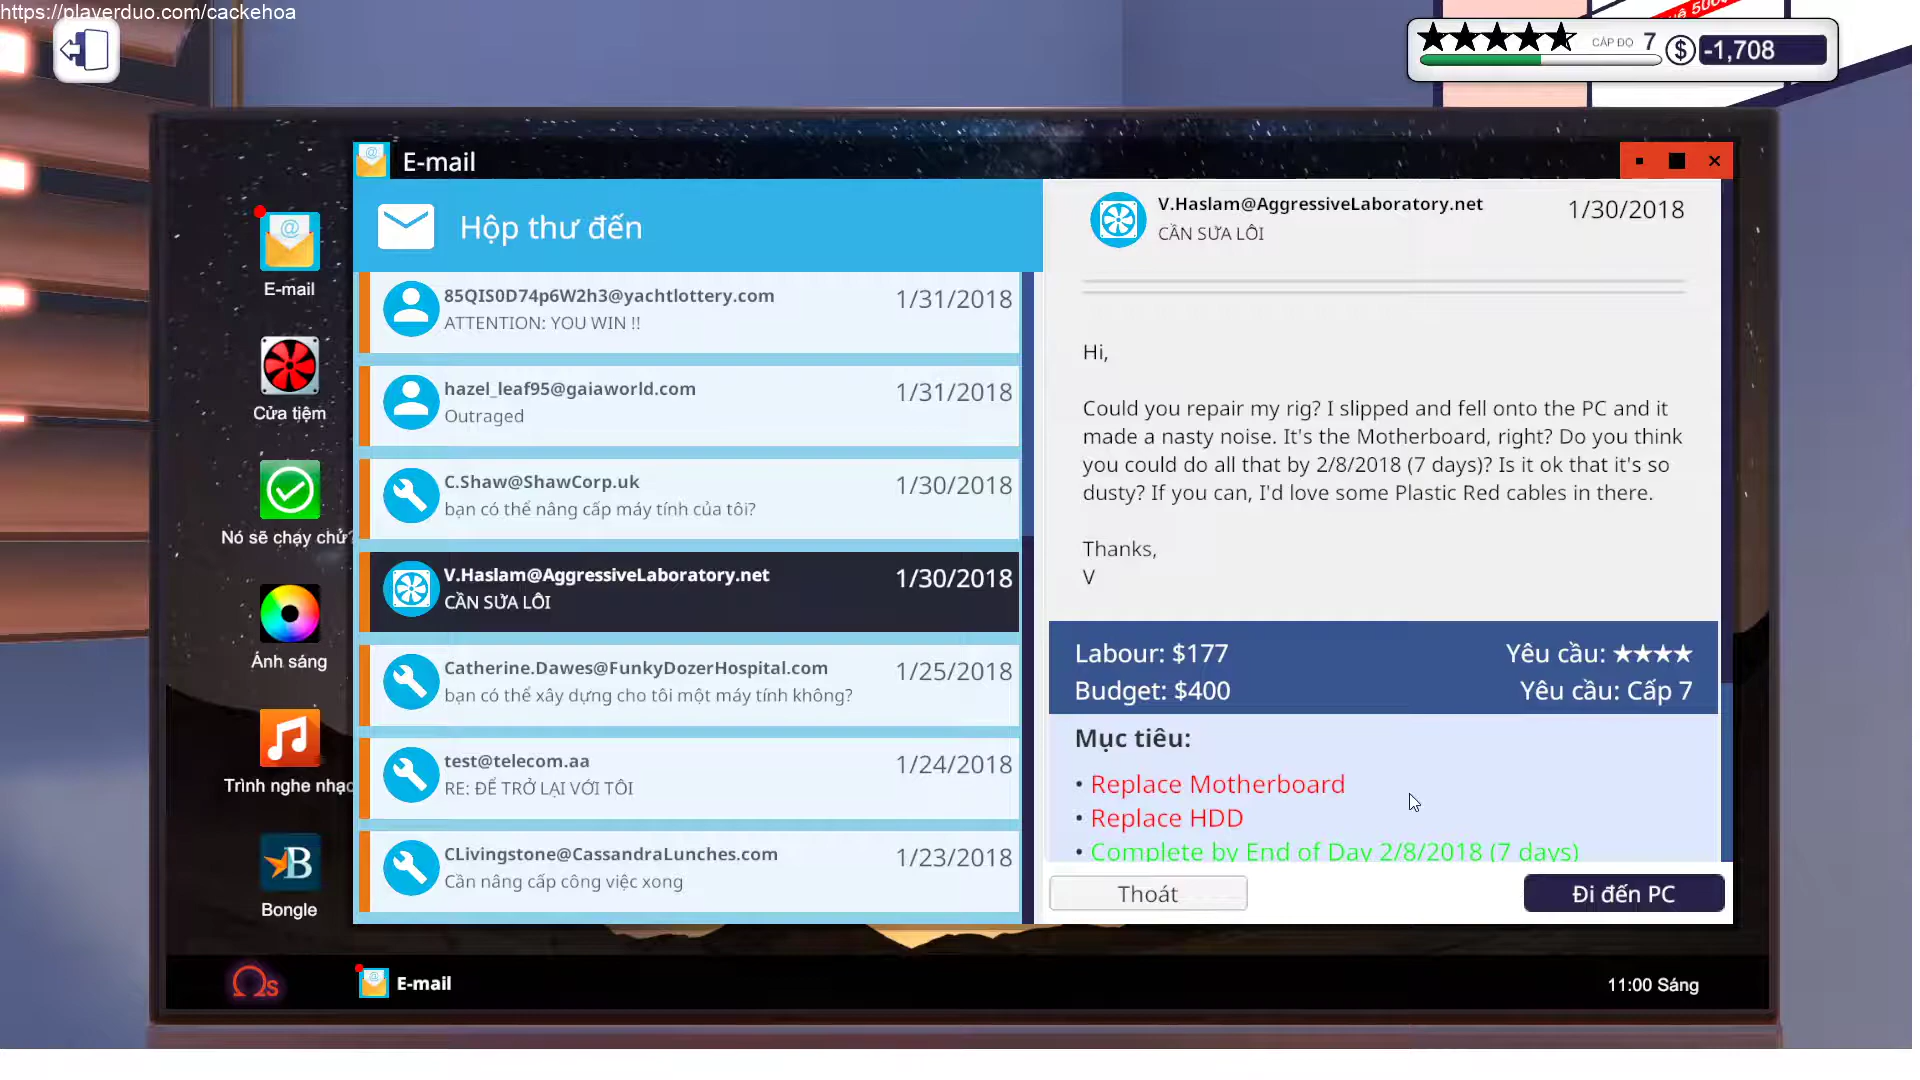 https://playerduo.com/cackehoa
CẤP ĐỘ 7
$ -1,708
E-mail
Hộp thư đến
85QIS0D74p6W2h3@yachtlottery.com 1/31/2018
ATTENTION: YOU WIN !!
hazel_leaf95@gaiaworld.com 1/31/2018
Outraged
C.Shaw@ShawCorp.uk 1/30/2018
bạn có thể nâng cấp máy tính của tôi?
V.Haslam@AggressiveLaboratory.net 1/30/2018
CẦN SỬA LỖI
Catherine.Dawes@FunkyDozerHospital.com 1/25/2018
bạn có thể xây dựng cho tôi một máy tính không?
test@telecom.aa 1/24/2018
RE: ĐỂ TRỞ LẠI VỚI TÔI
CLivingstone@CassandraLunches.com 1/23/2018
Cần nâng cấp công việc xong
V.Haslam@AggressiveLaboratory.net 1/30/2018
CẦN SỬA LỖI
Hi,
Could you repair my rig? I slipped and fell onto the PC and it
made a nasty noise. It's the Motherboard, right? Do you think
you could do all that by 2/8/2018 (7 days)? Is it ok that it's so
dusty? If you can, I'd love some Plastic Red cables in there.
Thanks,
V
Labour: $177 Yêu cầu: ★★★★
Budget: $400 Yêu cầu: Cấp 7
Mục tiêu:
• Replace Motherboard
• Replace HDD
• Complete by End of Day 2/8/2018 (7 days)
Thoát Đi đến PC
E-mail
Cửa tiệm
Nó sẽ chạy chứ?
Ánh sáng
Trình nghe nhạc
B
Bongle
Ωs E-mail 11:00 Sáng